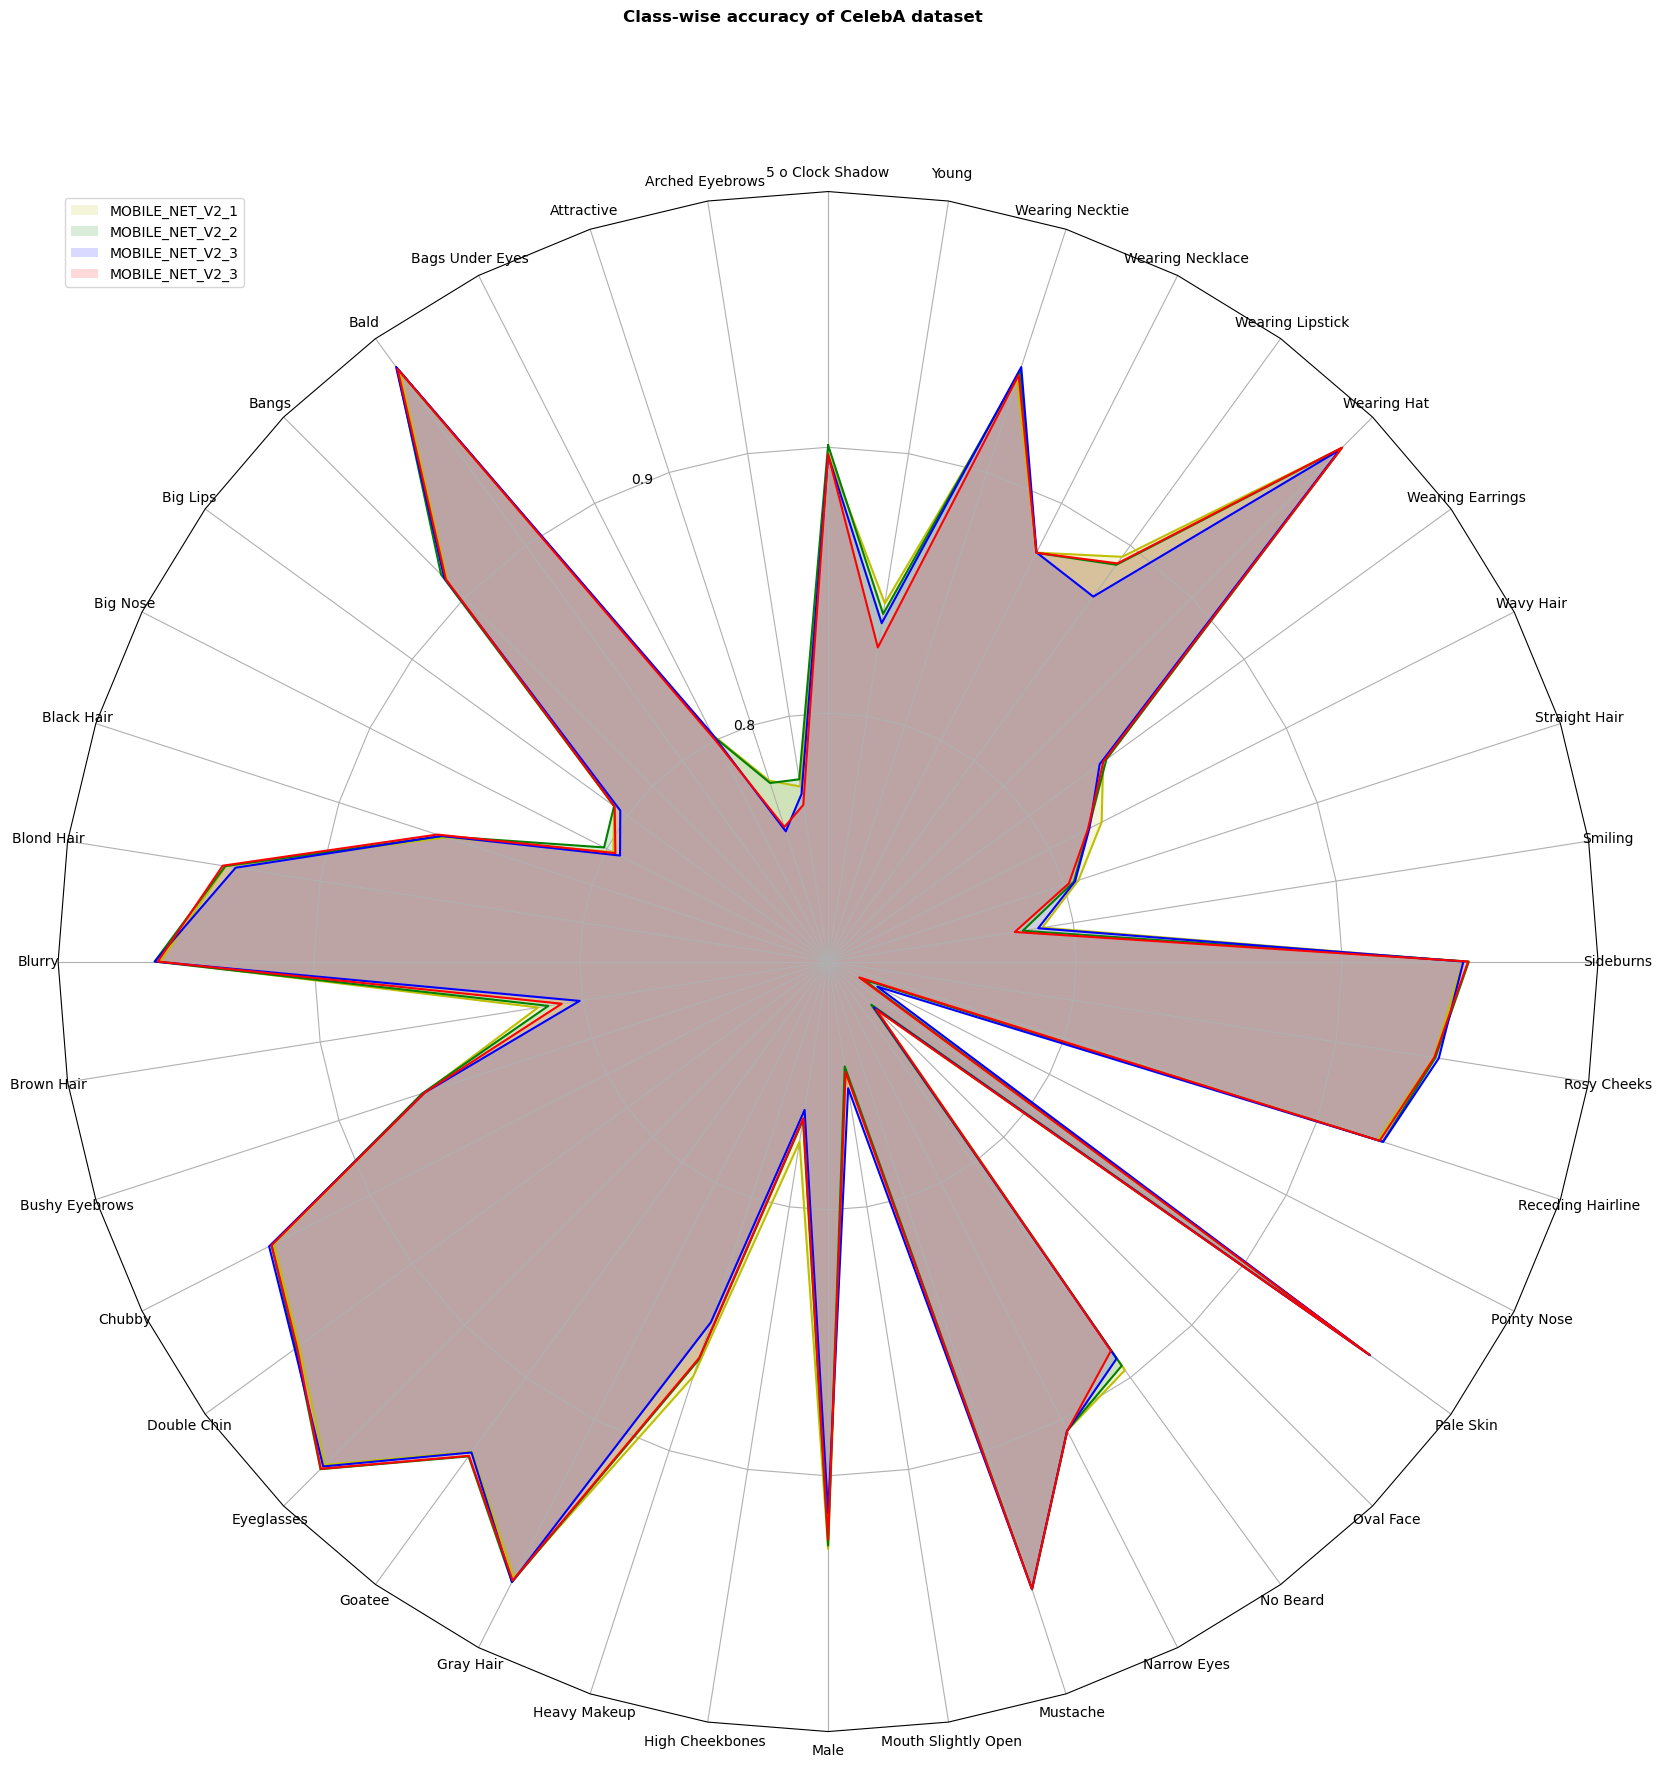 Class-wise accuracy of CelebA dataset
MOBILE_NET_V2_1
MOBILE_NET_V2_2
MOBILE_NET_V2_3
MOBILE_NET_V2_3
5 o Clock Shadow
Arched Eyebrows
Attractive
Bags Under Eyes
Bald
Bangs
Big Lips
Big Nose
Black Hair
Blond Hair
Blurry
Brown Hair
Bushy Eyebrows
Chubby
Double Chin
Eyeglasses
Goatee
Gray Hair
Heavy Makeup
High Cheekbones
Male
Mouth Slightly Open
Mustache
Narrow Eyes
No Beard
Oval Face
Pale Skin
Pointy Nose
Receding Hairline
Rosy Cheeks
Sideburns
Smiling
Straight Hair
Wavy Hair
Wearing Earrings
Wearing Hat
Wearing Lipstick
Wearing Necklace
Wearing Necktie
Young
0.9
0.8